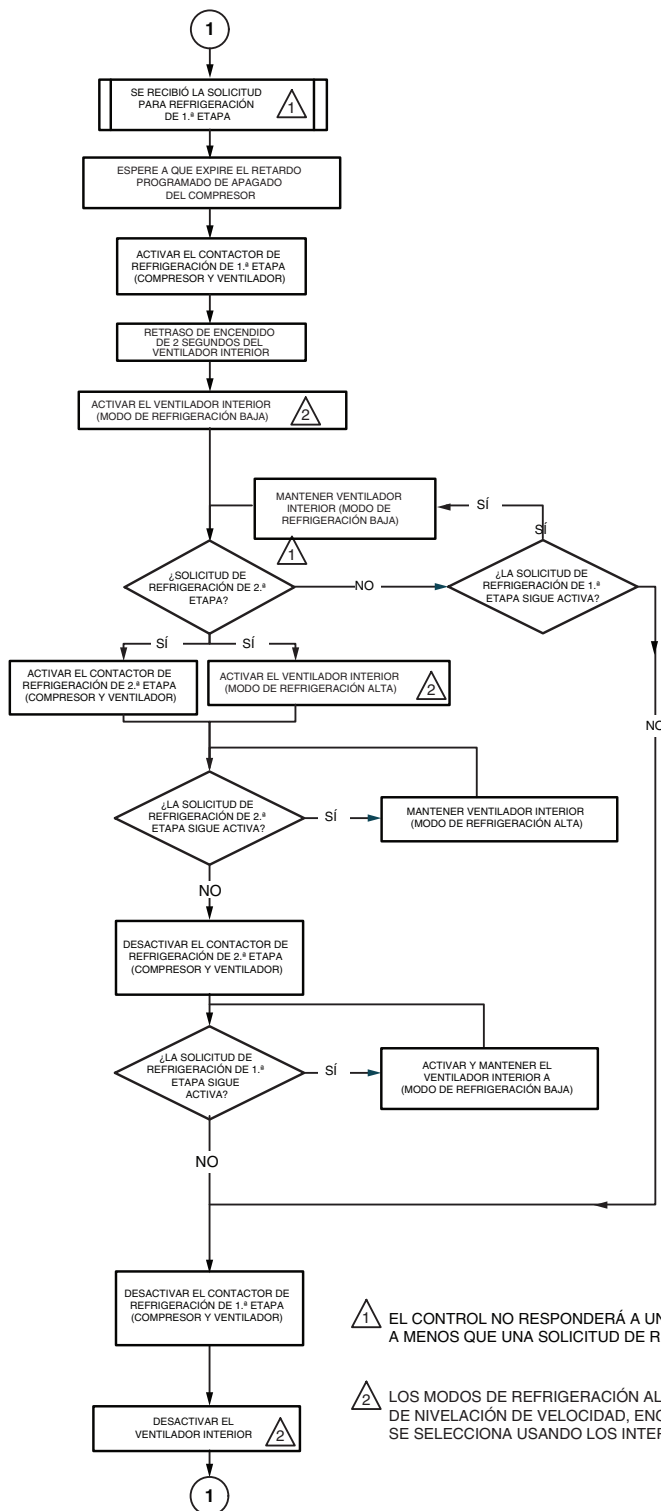 1
SE RECIBIÓ LA SOLICITUD
PARA REFRIGERACIÓN
DE 1.ª ETAPA
1
ESPERE A QUE EXPIRE EL RETARDO
PROGRAMADO DE APAGADO
DEL COMPRESOR
ACTIVAR EL CONTACTOR DE
REFRIGERACIÓN DE 1.ª ETAPA
(COMPRESOR Y VENTILADOR)
RETRASO DE ENCENDIDO
DE 2 SEGUNDOS DEL
VENTILADOR INTERIOR
ACTIVAR EL VENTILADOR INTERIOR
(MODO DE REFRIGERACIÓN BAJA)
2
MANTENER VENTILADOR
INTERIOR (MODO DE
REFRIGERACIÓN BAJA)
SÍ
SÍ
1
¿SOLICITUD DE
REFRIGERACIÓN DE 2.ª
ETAPA?
NO
¿LA SOLICITUD DE
REFRIGERACIÓN DE 1.ª
ETAPA SIGUE ACTIVA?
SÍ
SÍ
ACTIVAR EL CONTACTOR DE
REFRIGERACIÓN DE 2.ª ETAPA
(COMPRESOR Y VENTILADOR)
ACTIVAR EL VENTILADOR INTERIOR
(MODO DE REFRIGERACIÓN ALTA)
2
NO
¿LA SOLICITUD DE
REFRIGERACIÓN DE 2.ª
ETAPA SIGUE ACTIVA?
SÍ
MANTENER VENTILADOR INTERIOR
(MODO DE REFRIGERACIÓN ALTA)
NO
DESACTIVAR EL CONTACTOR DE
REFRIGERACIÓN DE 2.ª ETAPA
(COMPRESOR Y VENTILADOR)
¿LA SOLICITUD DE
REFRIGERACIÓN DE 1.ª
ETAPA SIGUE
ACTIVA?
SÍ
ACTIVAR Y MANTENER EL
VENTILADOR INTERIOR A
(MODO DE REFRIGERACIÓN BAJA)
NO
DESACTIVAR EL CONTACTOR DE
REFRIGERACIÓN DE 1.ª ETAPA
(COMPRESOR Y VENTILADOR)
1 EL CONTROL NO RESPONDERÁ A UN
A MENOS QUE UNA SOLICITUD DE R
DESACTIVAR EL
VENTILADOR INTERIOR
2
2 LOS MODOS DE REFRIGERACIÓN AL
DE NIVELACIÓN DE VELOCIDAD, ENC
SE SELECCIONA USANDO LOS INTER
1